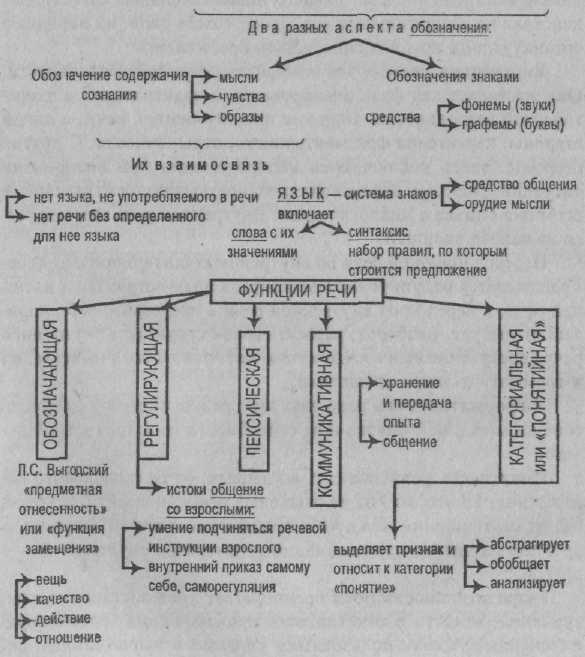 Два разных аспекта обозначения:
Обозначение содержания
сознания
мысли
чувства
образы
Обозначения знаками
средства
фонемы (звуки)
графемы (буквы)
Их взаимосвязь
нет языка, не употребляемого в речи
нет речи без определенного
для нее языка
ЯЗЫК — система знаков
средство общения
орудие мысли
включает
слова с их
значениями
синтаксис
набор правил, по которым
строится предложение
ФУНКЦИИ РЕЧИ
ОБОЗНАЧАЮЩАЯ
РЕГУЛИРУЮЩАЯ
ПЕКСИЧЕСКАЯ
КОММУНИКАТИВНАЯ
КАТЕГОРИАЛЬНАЯ
или «ПОНЯТИЙНАЯ»
хранение
и передача
опыта
общение
Л.С. Выгодский
«предметная
отнесенность»
или «функция
замещения»
вещь
качество
действие
отношение
истоки общение
со взрослыми:
умение подчиняться речевой
инструкции взрослого
внутренний приказ самому
себе, саморегуляция
выделяет признак и
относит к категории
«понятие»
абстрагирует
обобщает
анализирует